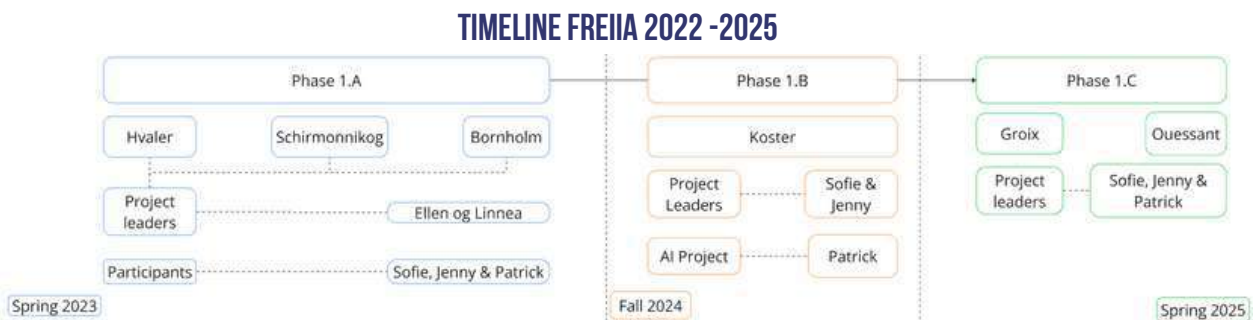 TIMELINE FREIIA 2022 -2025
Phase 1.A
Phase 1.B
Phase 1.C
Hvaler
Schirmonnikog
Bornholm
Koster
Groix
Ouessant
Project
leaders
Ellen og Linnea
Project
Leaders
Sofie &
Jenny
Project
leaders
Sofie, Jenny &
Patrick
Participants
Sofie, Jenny & Patrick
AI Project
Patrick
Spring 2023
Fall 2024
Spring 2025